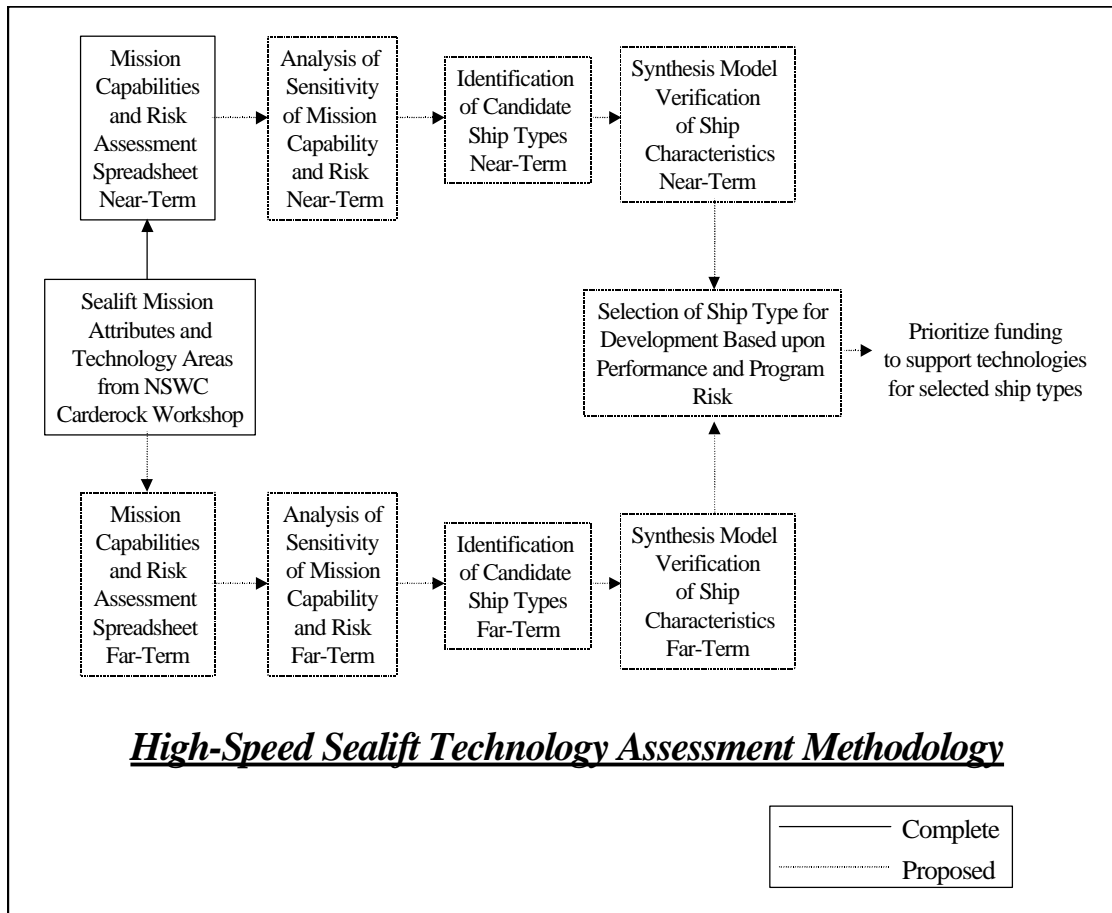 Mission
Capabilities
and Risk
Assessment
Spreadsheet
Near-Term
Analysis of
Sensitivity
of Mission
Capability
and Risk
Near-Term
Identification
of Candidate
Ship Types
Near-Term
Synthesis Model
Verification
of Ship
Characteristics
Near-Term
Sealift Mission
Attributes and
Technology Areas
from NSWC
Carderock Workshop
Selection of Ship Type for
Development Based upon
Performance and Program
Risk
Prioritize funding
to support technologies
for selected ship types
Mission
Capabilities
and Risk
Assessment
Spreadsheet
Far-Term
Analysis of
Sensitivity
of Mission
Capability
and Risk
Far-Term
Identification
of Candidate
Ship Types
Far-Term
Synthesis Model
Verification
of Ship
Characteristics
Far-Term
High-Speed Sealift Technology Assessment Methodology
Complete
Proposed